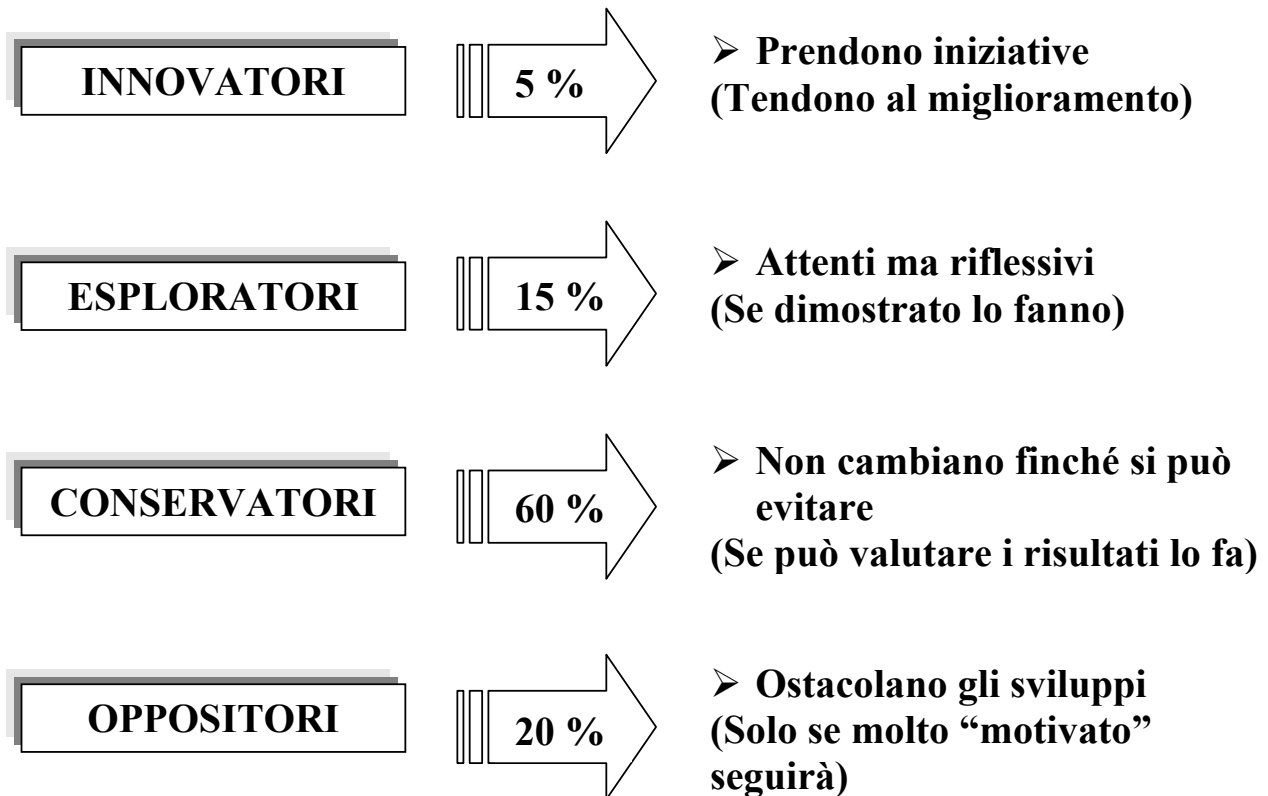 INNOVATORI
5 %
➢ Prendono iniziative
(Tendono al miglioramento)
ESPLORATORI
15 %
➢ Attenti ma riflessivi
(Se dimostrato lo fanno)
CONSERVATORI
60 %
➢ Non cambiano finché si può
evitare
(Se può valutare i risultati lo fa)
OPPOSITORI
20 %
➢ Ostacolano gli sviluppi
(Solo se molto “motivato”
seguirà)